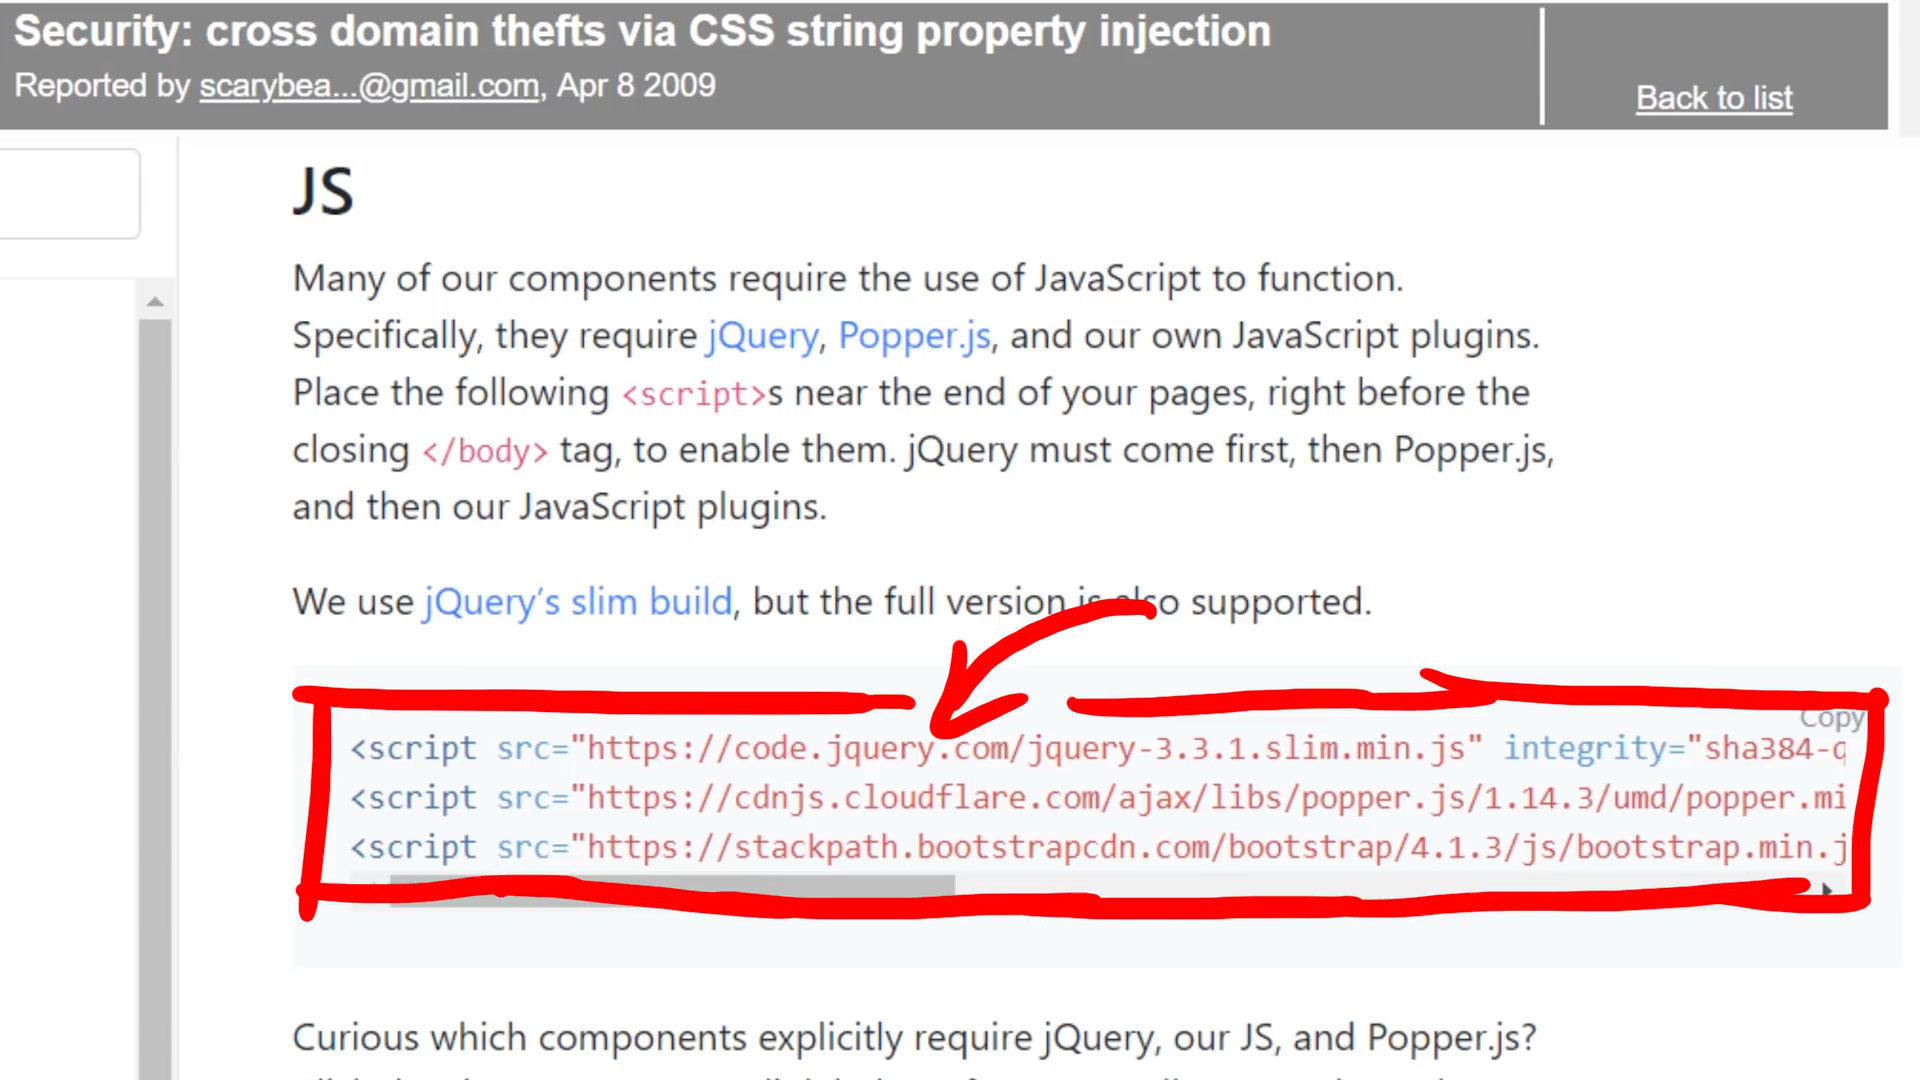 Security: cross domain thefts via CSS string property injection
Reported by scarybea...@gmail.com, Apr 8 2009
Back to list
JS
Many of our components require the use of JavaScript to function.
Specifically, they require jQuery, Popper.js, and our own JavaScript plugins.
Place the following <script>s near the end of your pages, right before the
closing </body> tag, to enable them. jQuery must come first, then Popper.js,
and then our JavaScript plugins.
We use jQuery’s slim build, but the full version is also supported.
Copy
<script src="https://code.jquery.com/jquery-3.3.1.slim.min.js" integrity="sha384-q
<script src="https://cdnjs.cloudflare.com/ajax/libs/popper.js/1.14.3/umd/popper.mi
<script src="https://stackpath.bootstrapcdn.com/bootstrap/4.1.3/js/bootstrap.min.j
Curious which components explicitly require jQuery, our JS, and Popper.js?